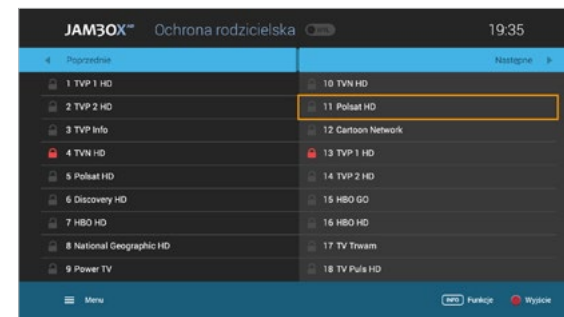 JAMBOX Ochrona rodzicielska 19:35
Poprzednie Następne
1 TVP 1 HD
2 TVP 2 HD
3 TVP Info
4 TVN HD
5 Polsat HD
6 Discovery HD
7 HBO HD
8 National Geographic HD
9 Power TV
10 TVN HD
11 Polsat HD
12 Cartoon Network
13 TVP 1 HD
14 TVP 2 HD
15 HBO GO
16 HBO HD
17 TV Trwam
18 TV Puls HD
Menu INFO Funkcje Wyjście